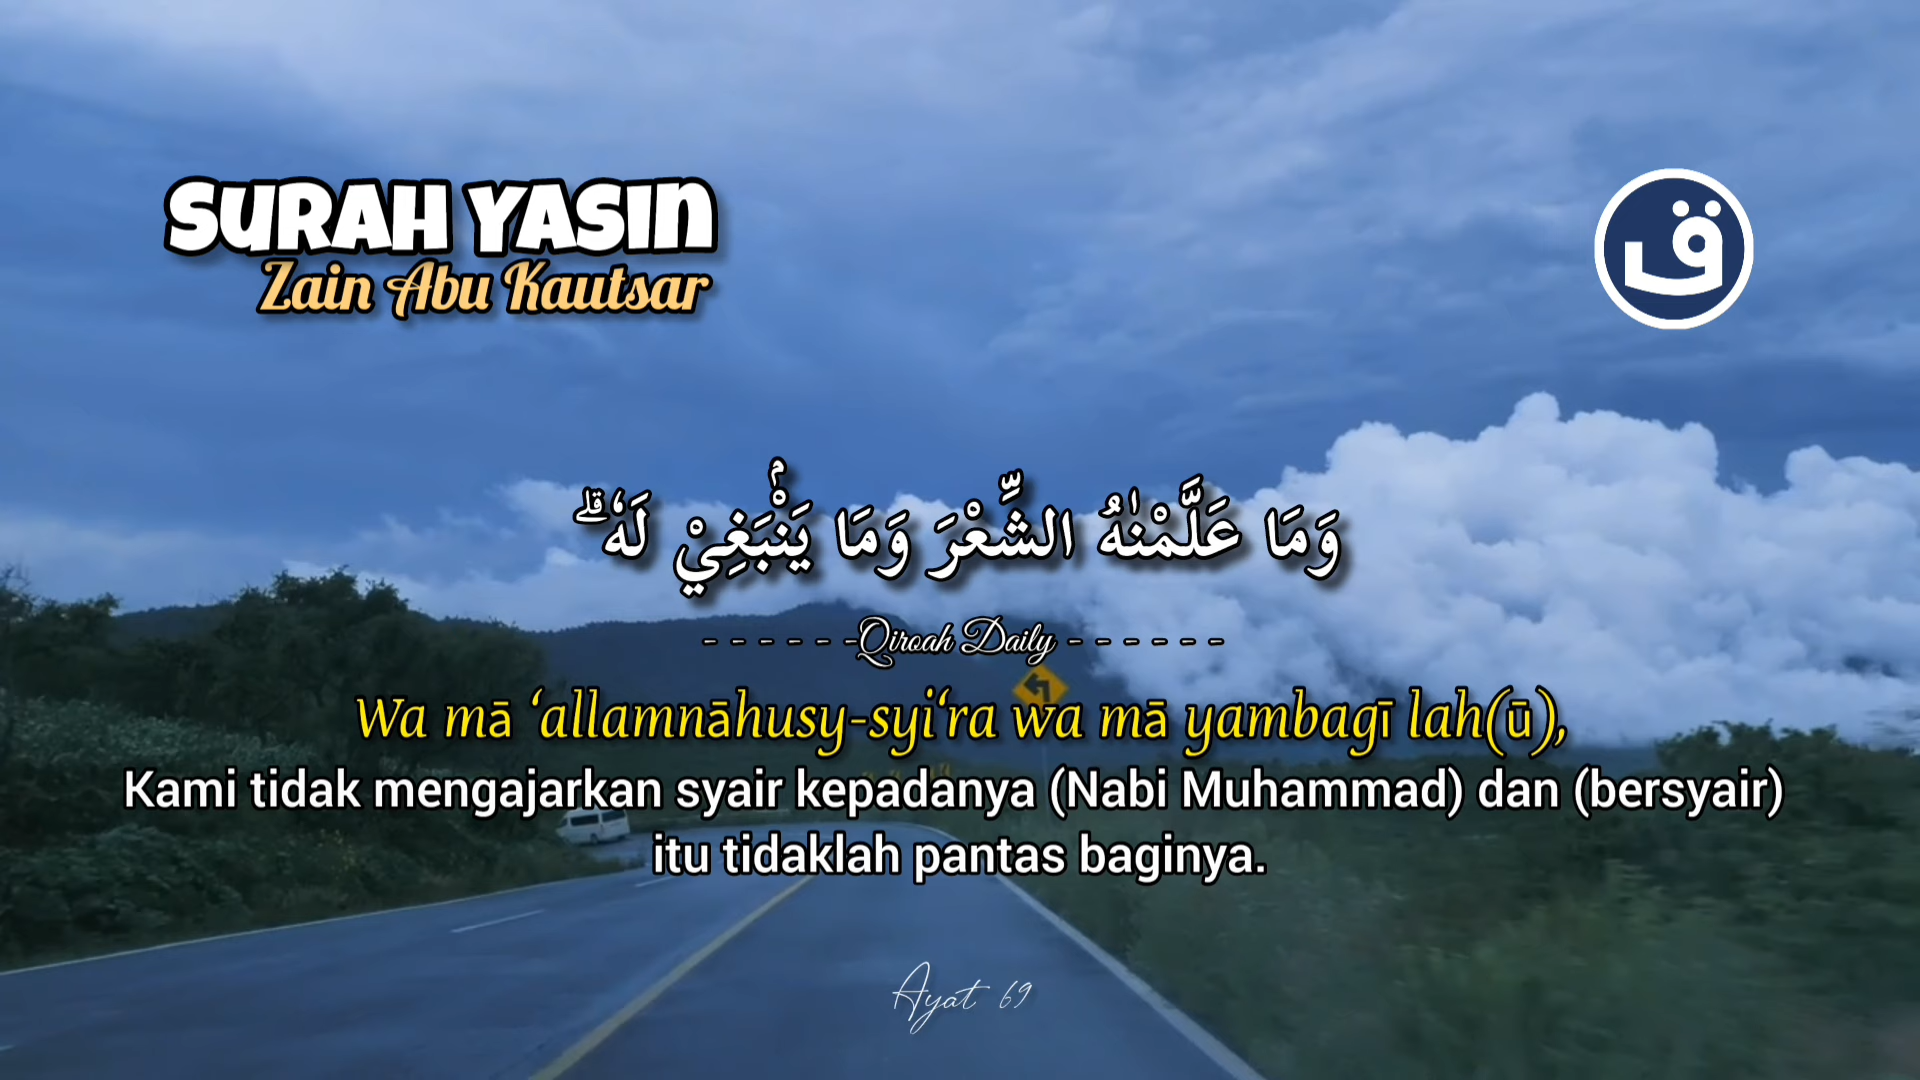 SURAH YASIN
Zain Abu Kautsar
ق
وَمَا عَلَّمْنٰهُ الشِّعْرَ وَمَا يَنْۢبَغِيْ لَهٗ ۗ
- - - - - -Qiroah Daily - - - - - -
Wa mā ‘allamnāhusy-syi‘ra wa mā yambagī lah(ū),
Kami tidak mengajarkan syair kepadanya (Nabi Muhammad) dan (bersyair)
itu tidaklah pantas baginya.
Ayat 69